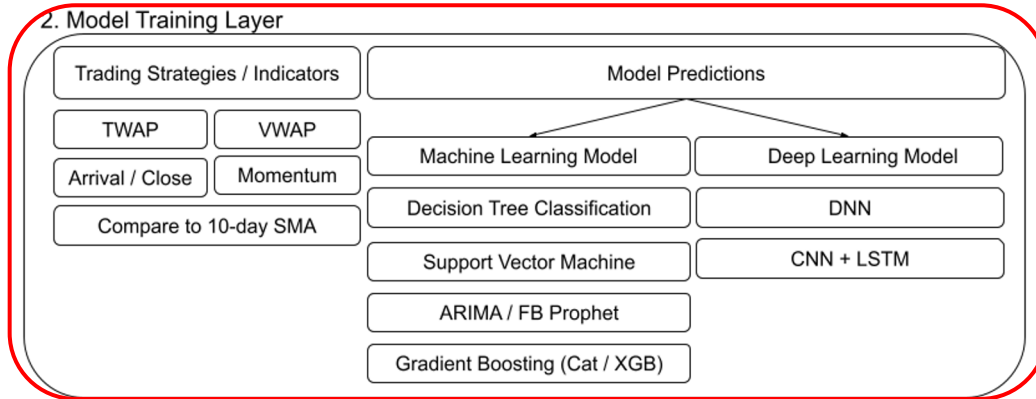 2. Model Training Layer
Trading Strategies / Indicators
TWAP
VWAP
Arrival / Close
Momentum
Compare to 10-day SMA
Model Predictions
Machine Learning Model
Decision Tree Classification
Support Vector Machine
ARIMA / FB Prophet
Gradient Boosting (Cat / XGB)
Deep Learning Model
DNN
CNN + LSTM